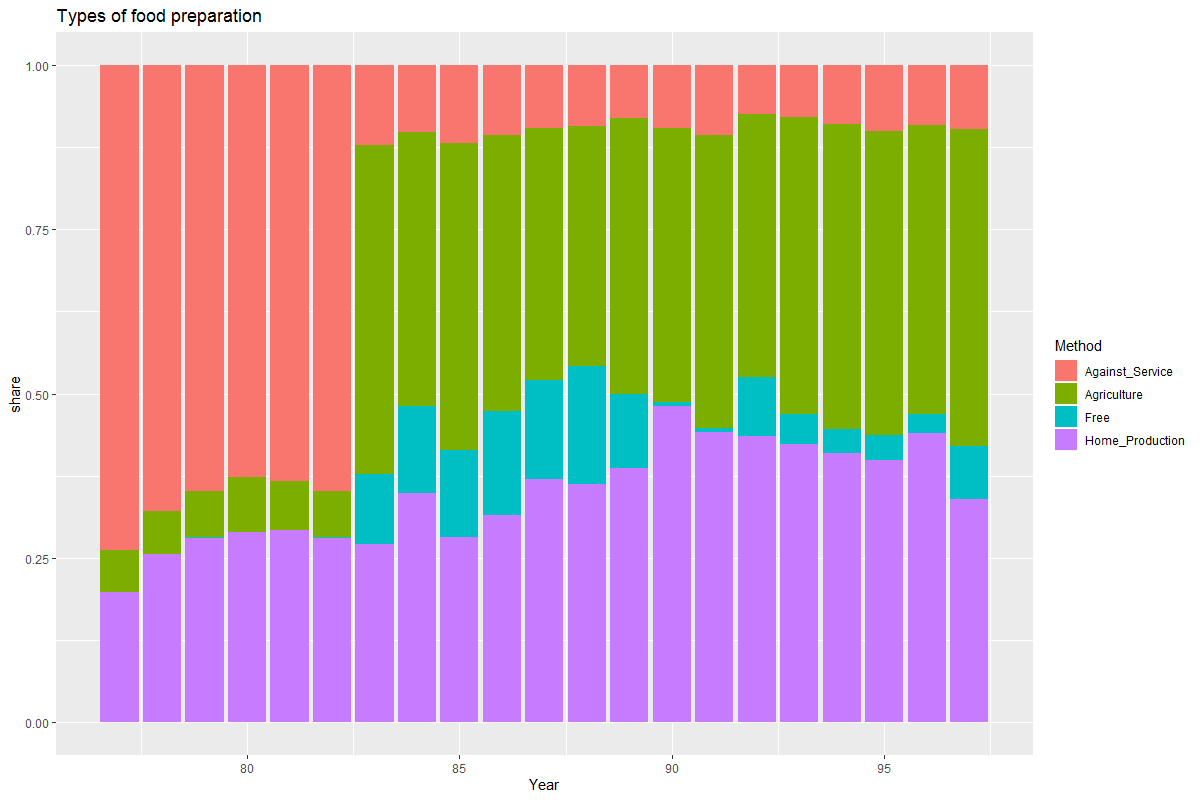 Types of food preparation
1.00
0.75
0.50
0.25
0.00
share
80
85
90
95
Year
Method
Against_Service
Agriculture
Free
Home_Production